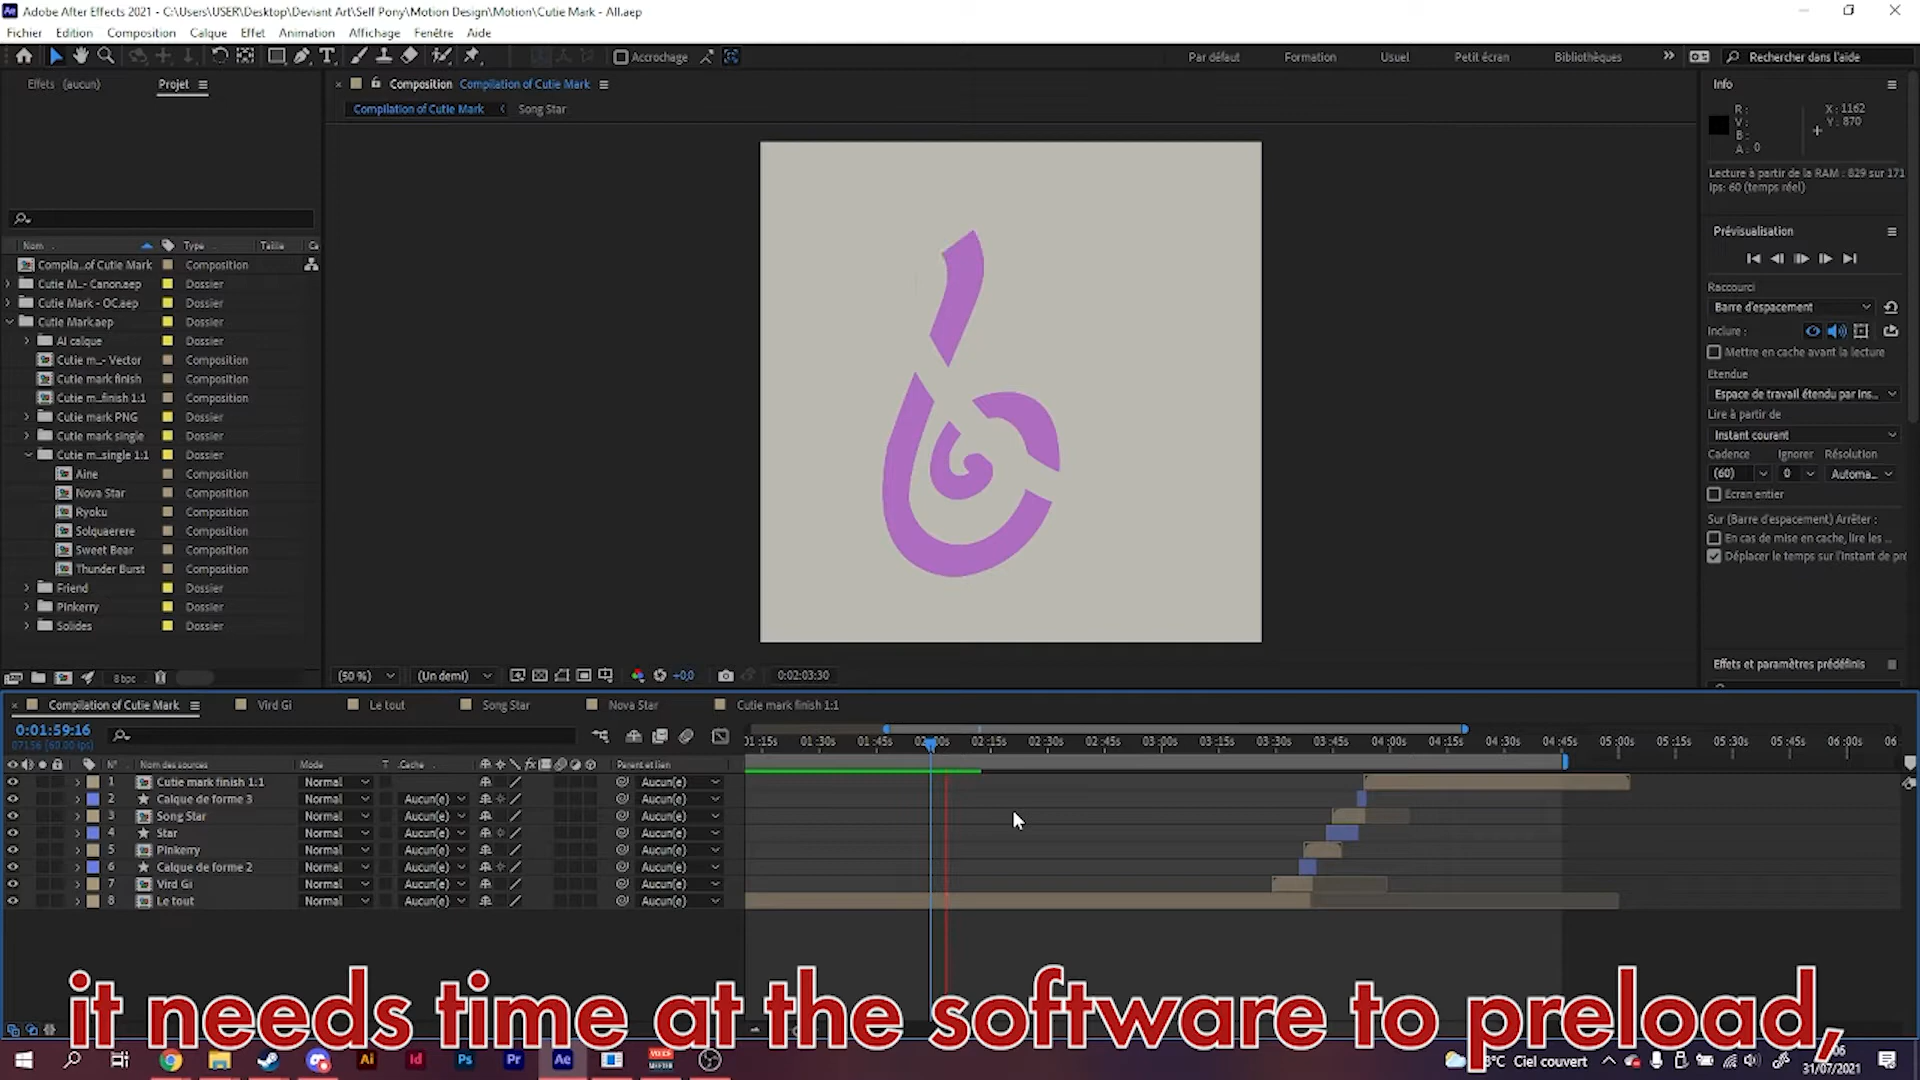 Adobe After Effects 2021 - C:\Users\USER\Desktop\Deviant Art\Self Pony\Motion Design\Motion\Cutie Mark - All.aep
Fichier Edition Composition Calque Effet Animation Affichage Fenêtre Aide
Accrochage Par défaut Formation Usuel Petit écran Bibliothèques Rechercher dans l'aide
Effets (aucun) Projet
Composition Compilation of Cutie Mark
Compilation of Cutie Mark Song Star
Info
R :
V :
B :
A : 0
X : 1162
Y : 870
Lecture à partir de la RAM : 829 sur 171
ips: 60 (temps réel)
Prévisualisation
Raccourci
Barre d'espacement
Inclure :
Mettre en cache avant la lecture
Etendue
Espace de travail étendu par Ins...
Lire à partir de
Instant courant
Cadence Ignorer Résolution
(60) 0 Automa...
Ecran entier
Sur (Barre d'espacement) Arrêter :
En cas de mise en cache, lire les ...
Déplacer le temps sur l'instant de pr
Effets et paramètres prédéfinis
Nom Type Taille Ca
Compila...of Cutie Mark Composition
Cutie M...- Canon.aep Dossier
Cutie Mark - OC.aep Dossier
Cutie Mark.aep Dossier
AI calque Dossier
Cutie m...- Vector Composition
Cutie mark finish Composition
Cutie m...finish 1:1 Composition
Cutie mark PNG Dossier
Cutie mark single Dossier
Cutie m...single 1:1 Dossier
Aine Composition
Nova Star Composition
Ryoku Composition
Solquaerere Composition
Sweet Bear Composition
Thunder Burst Composition
Friend Dossier
Pinkerry Dossier
Solides Dossier
8 bpc
(50 %) (Un demi) +0,0 0:02:03:30
Compilation of Cutie Mark Vird Gi Le tout Song Star Nova Star Cutie mark finish 1:1
0:01:59:16
07156 (60.00 ips)
01:15s 01:30s 01:45s 02:00s 02:15s 02:30s 02:45s 03:00s 03:15s 03:30s 03:45s 04:00s 04:15s 04:30s 04:45s 05:00s 05:15s 05:30s 05:45s 06:00s 06
N° Nom des sources Mode T Cache Parent et lien
1 Cutie mark finish 1:1 Normal Aucun(e)
2 Calque de forme 3 Normal Aucun(e) Aucun(e)
3 Song Star Normal Aucun(e) Aucun(e)
4 Star Normal Aucun(e) Aucun(e)
5 Pinkerry Normal Aucun(e) Aucun(e)
6 Calque de forme 2 Normal Aucun(e) Aucun(e)
7 Vird Gi Normal Aucun(e) Aucun(e)
8 Le tout Normal Aucun(e) Aucun(e)
it needs time at the software to preload,
Ai Id Ps Pr Ae
Ciel couvert
31/07/2021